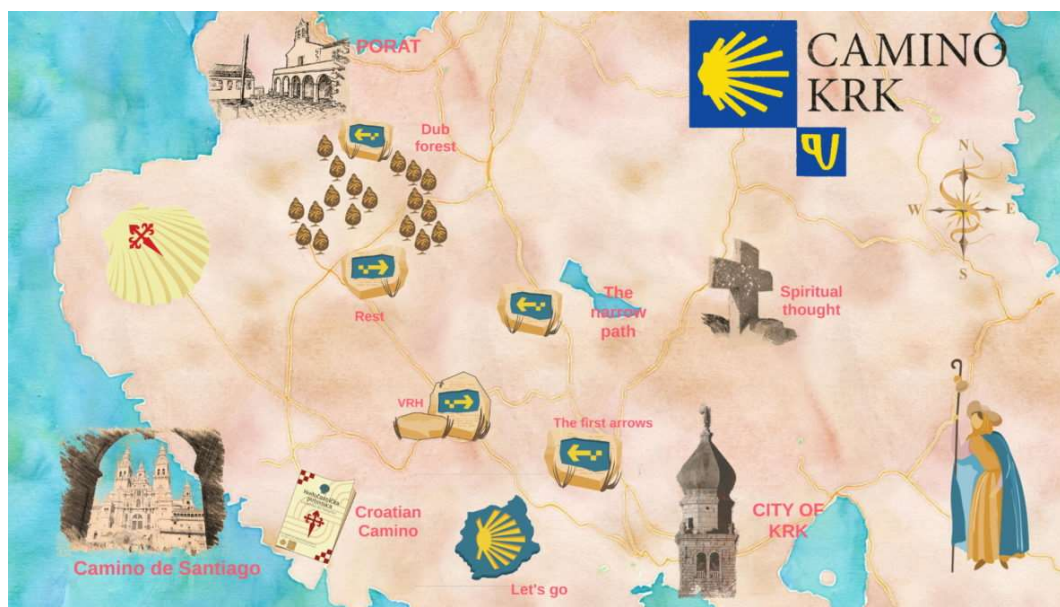 PORAT
CAMINO
KRK
Dub
forest
N
W
E
S
Rest
The
narrow
path
Spiritual
thought
VRH
The first arrows
Croatian
Camino
CITY OF
KRK
Camino de Santiago
Let's go